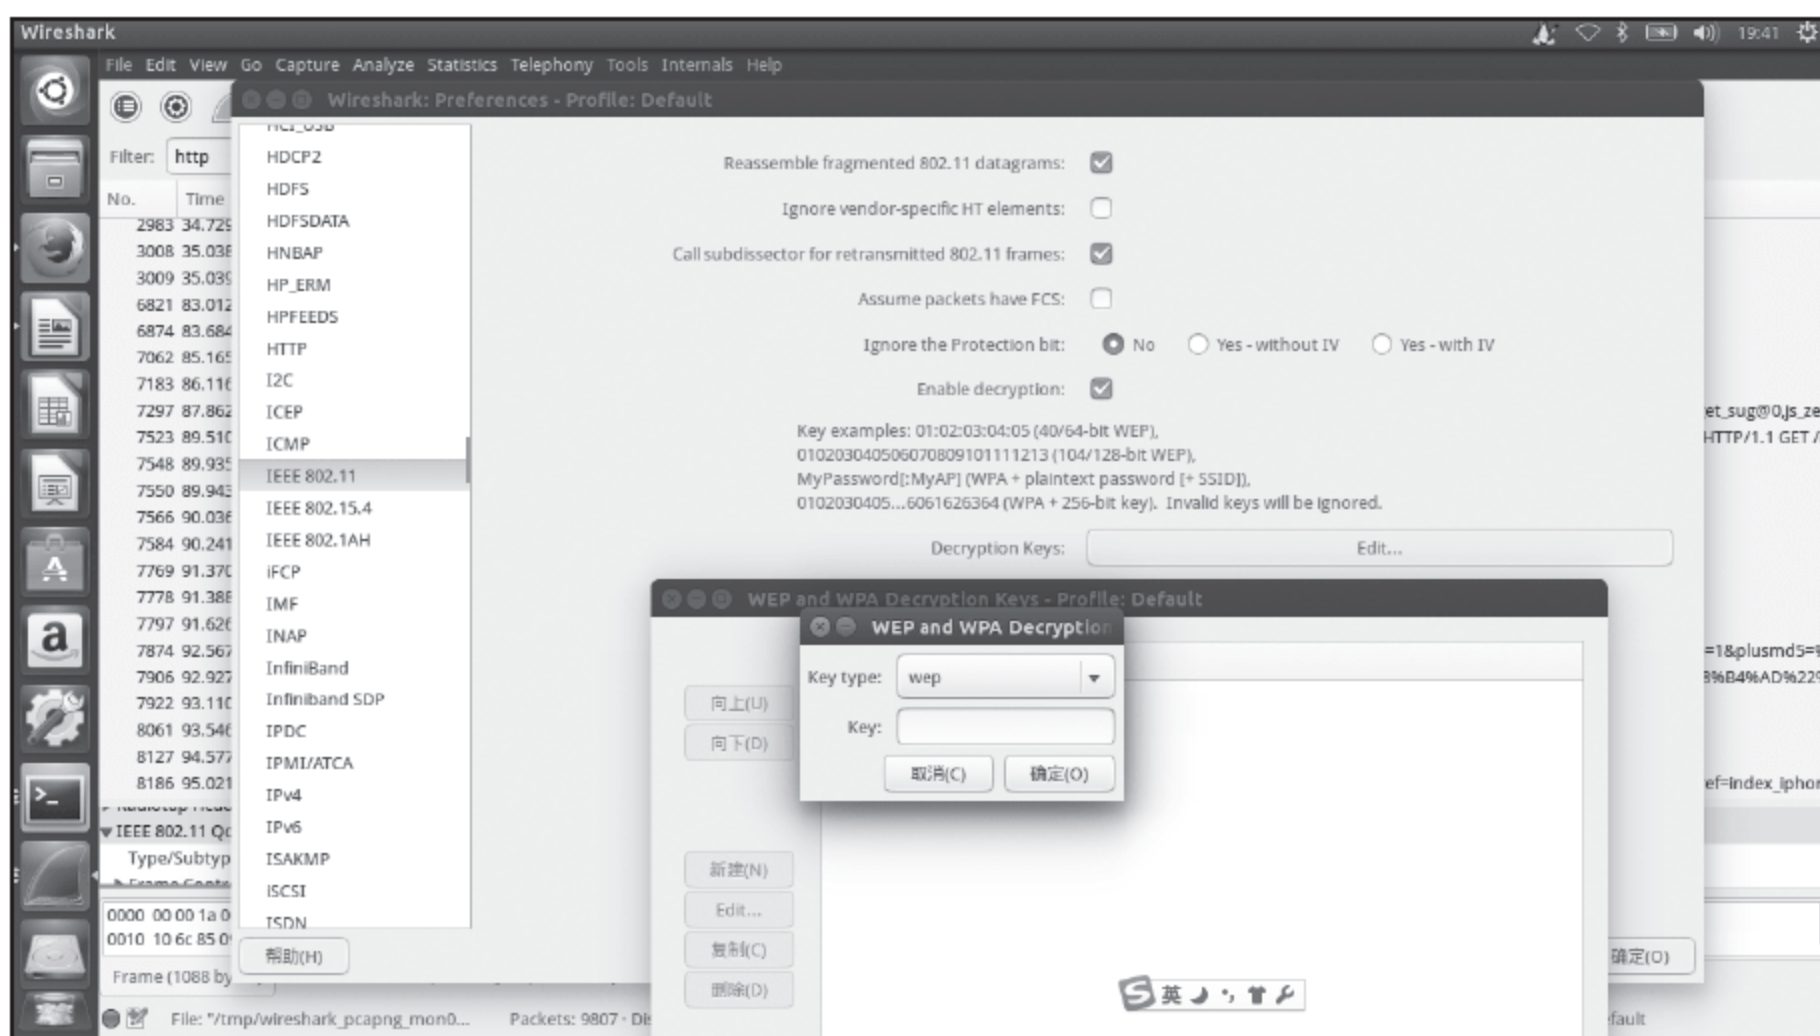 Wireshark
19:41
File Edit View Go Capture Analyze Statistics Telephony Tools Internals Help
Wireshark: Preferences - Profile: Default
Filter: http
No. Time
2983 34.729
3008 35.038
3009 35.039
6821 83.012
6874 83.684
7062 85.165
7183 86.116
7297 87.862
7523 89.510
7548 89.935
7550 89.943
7566 90.036
7584 90.241
7769 91.370
7778 91.388
7797 91.626
7874 92.567
7906 92.927
7922 93.110
8061 93.546
8127 94.577
8186 95.021
IEEE 802.11 Qo
Type/Subtyp
Frame Contr
0000 00 00 1a 0
0010 10 6c 85 09
Frame (1088 by
File: "/tmp/wireshark_pcapng_mon0... Packets: 9807 · Dis
HCI_USB
HDCP2
HDFS
HDFSDATA
HNBAP
HP_ERM
HPFEEDS
HTTP
I2C
ICEP
ICMP
IEEE 802.11
IEEE 802.15.4
IEEE 802.1AH
iFCP
IMF
INAP
InfiniBand
Infiniband SDP
IPDC
IPMI/ATCA
IPv4
IPv6
ISAKMP
iSCSI
ISDN
帮助(H)
Reassemble fragmented 802.11 datagrams:
Ignore vendor-specific HT elements:
Call subdissector for retransmitted 802.11 frames:
Assume packets have FCS:
Ignore the Protection bit: No Yes - without IV Yes - with IV
Enable decryption:
Key examples: 01:02:03:04:05 (40/64-bit WEP),
010203040506070809101111213 (104/128-bit WEP),
MyPassword[:MyAP] (WPA + plaintext password [+ SSID]),
0102030405...6061626364 (WPA + 256-bit key). Invalid keys will be ignored.
Decryption Keys: Edit...
WEP and WPA Decryption Keys - Profile: Default
WEP and WPA Decryption
Key type: wep
Key:
取消(C) 确定(O)
向上(U)
向下(D)
新建(N)
Edit...
复制(C)
删除(D)
英
确定(O)
et_sug@0,js_ze
HTTP/1.1 GET /
=1&plusmd5=
%B4%AD%22%
ef=index_iphon
fault